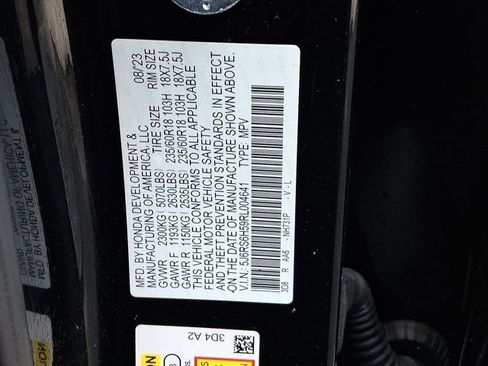 MFD. BY HONDA DEVELOPMENT & 08/'23
MANUFACTURING OF AMERICA, LLC
TIRE SIZE RIM SIZE
GVWR 2300KG ( 5070LBS)
GAWR F 1193KG ( 2630LBS) 235/60R18 103H 18X7.5J
GAWR R 1150KG ( 2535LBS) 235/60R18 103H 18X7.5J
THIS VEHICLE CONFORMS TO ALL APPLICABLE
FEDERAL MOTOR VEHICLE SAFETY
AND THEFT PREVENTION STANDARDS IN EFFECT
ON THE DATE OF MANUFACTURE SHOWN ABOVE.
V.I.N.: 5J6RS6H59RL004641 TYPE: MPV
3D8 R AA6 - NH731P - V - L
3D4 A2